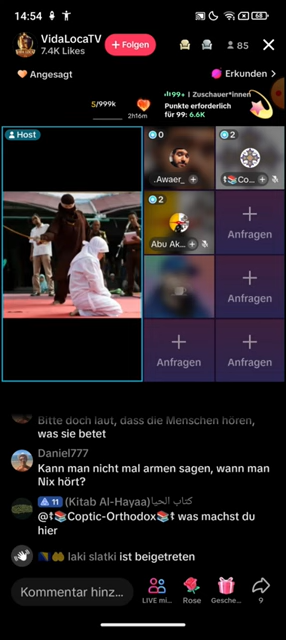 14:54
68
VidaLocaTV
7.4K Likes
+ Folgen
85
Angesagt
Erkunden >
5/999k
2h16m
99+ | Zuschauer*innen
Punkte erforderlich
für 99: 6.6K
Host
0
.Awaer_
2
Co...
2
Abu Ak...
Anfragen
Anfragen
Anfragen
Anfragen
Bitte doch laut, dass die Menschen hören,
was sie betet
Daniel777
Kann man nicht mal armen sagen, wann man
Nix hört?
11 (Kitab Al-Hayaa)كتاب الحيا
@Coptic-Orthodox was machst du
hier
laki slatki ist beigetreten
Kommentar hinz...
LIVE mi...
Rose
Gesche...
9